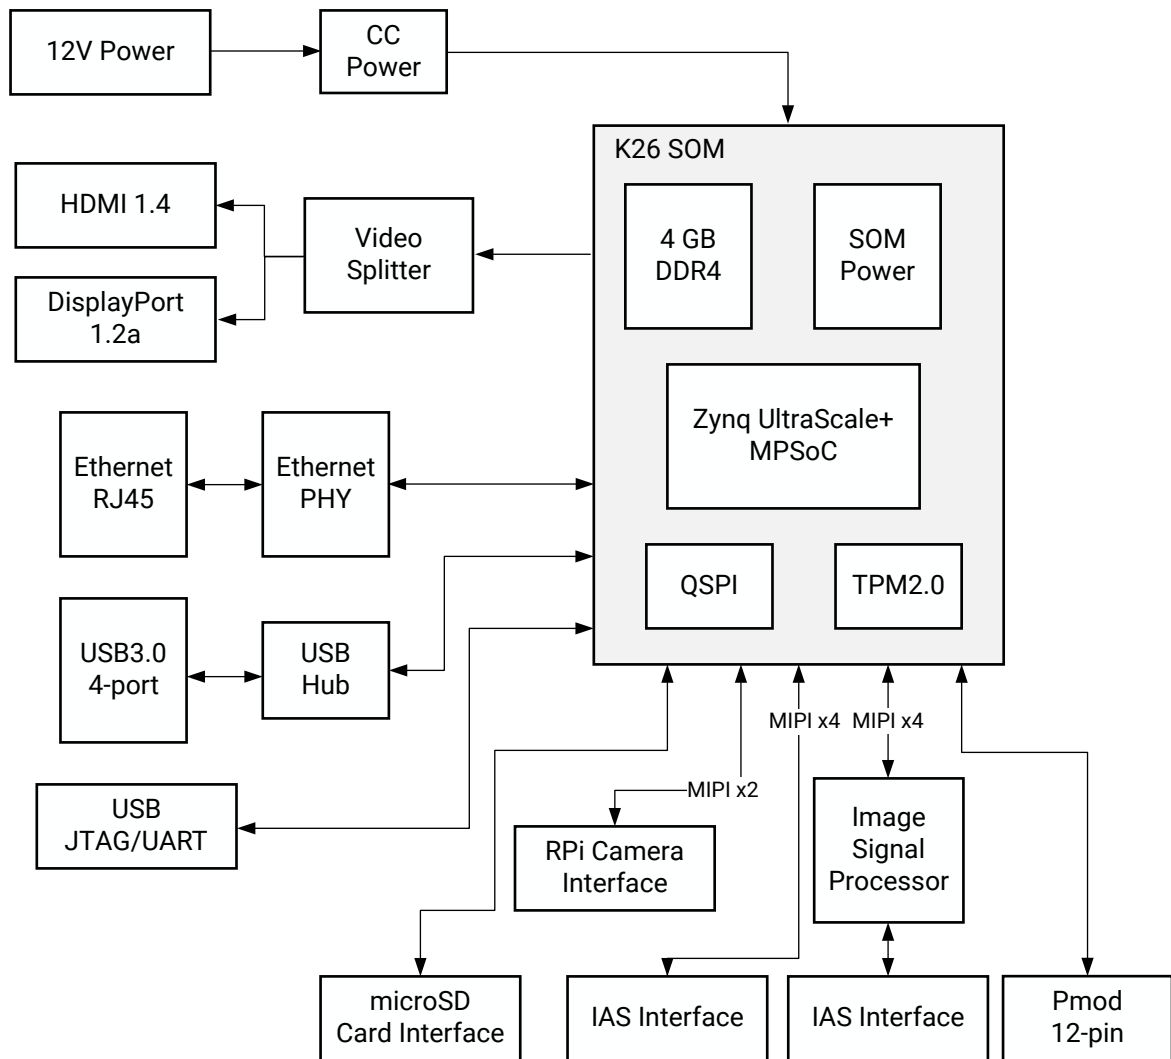 12V Power
CC
Power
K26 SOM
HDMI 1.4
Video
Splitter
4 GB
DDR4
SOM
Power
DisplayPort
1.2a
Zynq UltraScale+
MPSoC
Ethernet
RJ45
Ethernet
PHY
QSPI
TPM2.0
USB3.0
4-port
USB
Hub
MIPI x4
MIPI x4
MIPI x2
USB
JTAG/UART
RPi Camera
Interface
Image
Signal
Processor
microSD
Card Interface
IAS Interface
IAS Interface
Pmod
12-pin